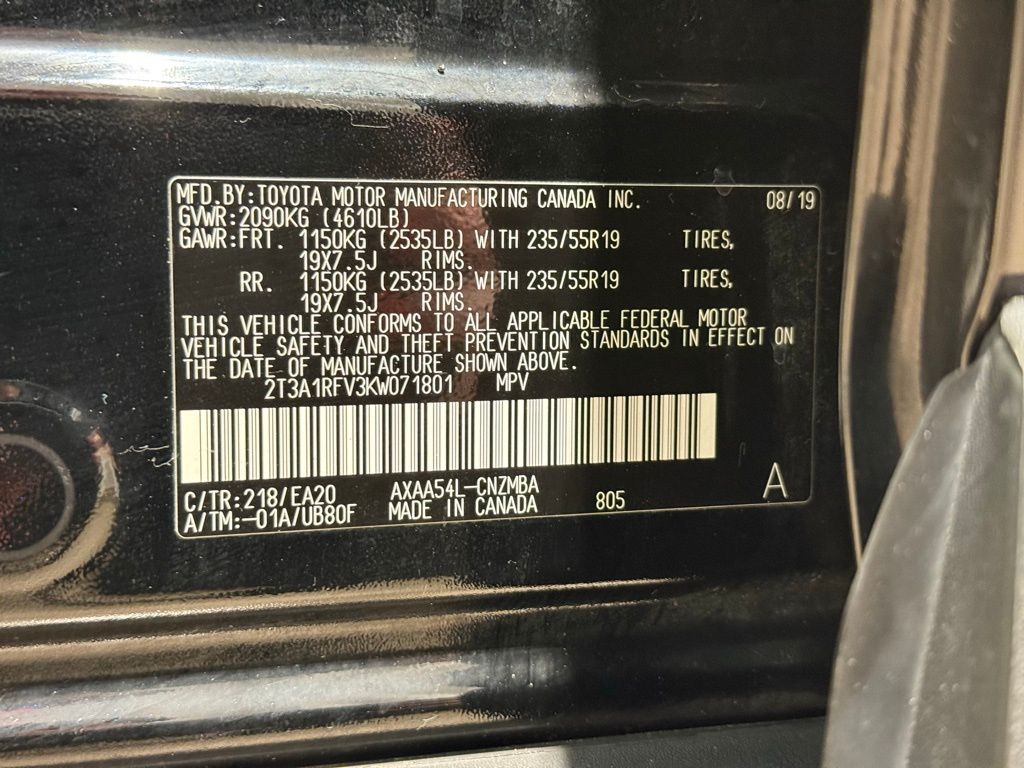 MFD.BY:TOYOTA MOTOR MANUFACTURING CANADA INC. 08/19
GVWR:2090KG (4610LB)
GAWR:FRT. 1150KG (2535LB) WITH 235/55R19 TIRES,
19X7.5J RIMS.
RR. 1150KG (2535LB) WITH 235/55R19 TIRES,
19X7.5J RIMS.
THIS VEHICLE CONFORMS TO ALL APPLICABLE FEDERAL MOTOR
VEHICLE SAFETY AND THEFT PREVENTION STANDARDS IN EFFECT ON
THE DATE OF MANUFACTURE SHOWN ABOVE.
2T3A1RFV3KW071801 MPV
C/TR:218/EA20 AXAA54L-CNZMBA
A/TM:-01A/UB80F MADE IN CANADA 805 A